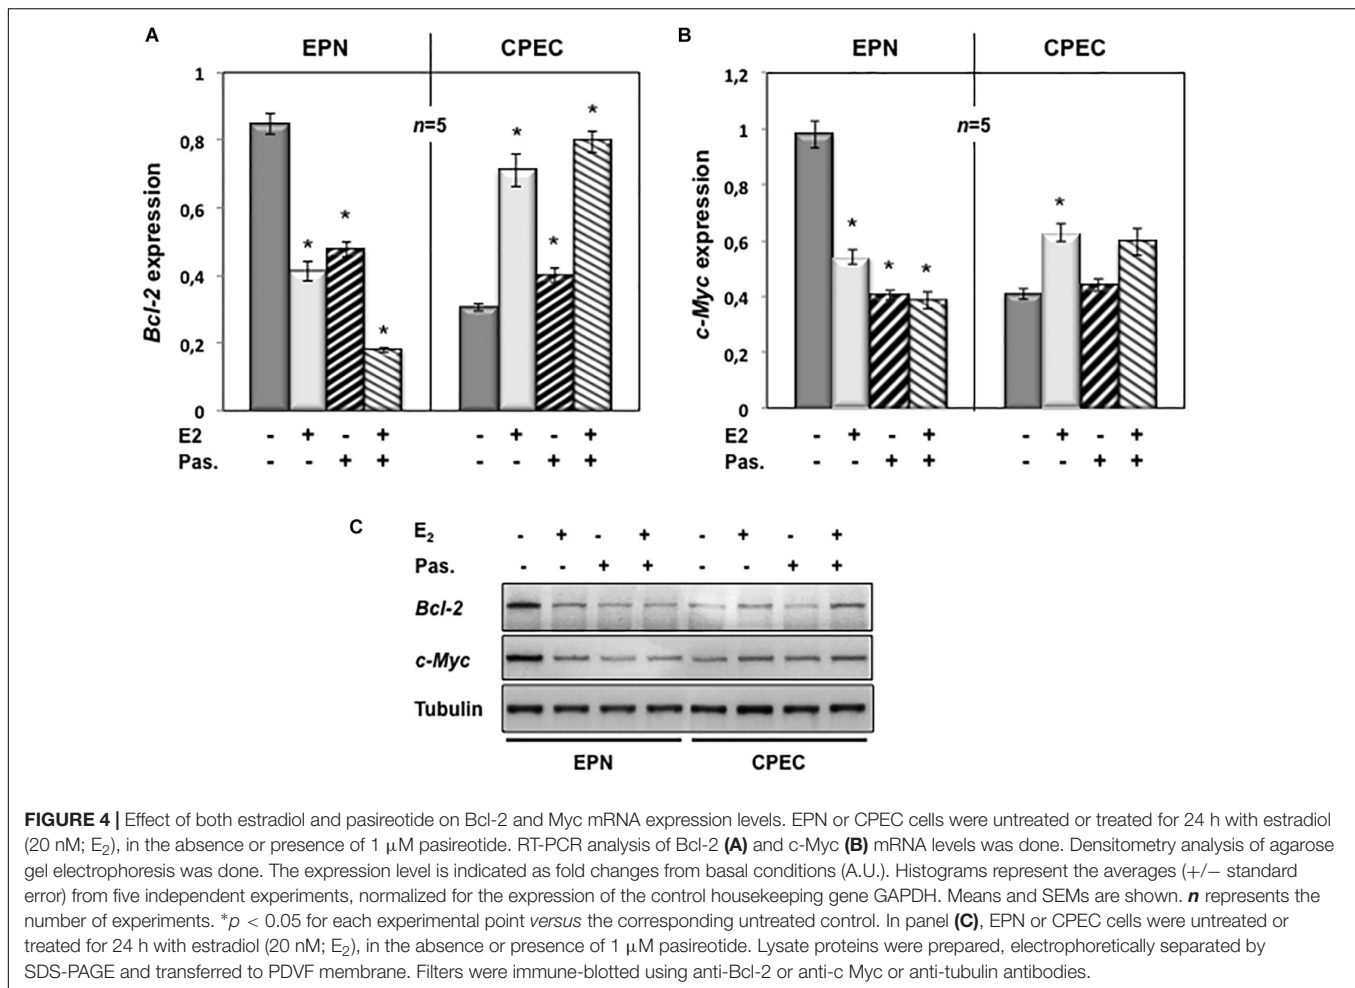 A
EPN CPEC
Bcl-2 expression
1
0,8
0,6
0,4
0,2
0
n=5
* * * * * *
E2 - + - + - + - +
Pas. - - + + - - + +
B
EPN CPEC
c-Myc expression
1,2
1
0,8
0,6
0,4
0,2
0
n=5
* * * *
E2 - + - + - + - +
Pas. - - + + - - + +
C
E2 - + - + - + - +
Pas. - - + + - - + +
Bcl-2
c-Myc
Tubulin
EPN CPEC
FIGURE 4 | Effect of both estradiol and pasireotide on Bcl-2 and Myc mRNA expression levels. EPN or CPEC cells were untreated or treated for 24 h with estradiol
(20 nM; E2), in the absence or presence of 1 μM pasireotide. RT-PCR analysis of Bcl-2 (A) and c-Myc (B) mRNA levels was done. Densitometry analysis of agarose
gel electrophoresis was done. The expression level is indicated as fold changes from basal conditions (A.U.). Histograms represent the averages (+/− standard
error) from five independent experiments, normalized for the expression of the control housekeeping gene GAPDH. Means and SEMs are shown. n represents the
number of experiments. *p < 0.05 for each experimental point versus the corresponding untreated control. In panel (C), EPN or CPEC cells were untreated or
treated for 24 h with estradiol (20 nM; E2), in the absence or presence of 1 μM pasireotide. Lysate proteins were prepared, electrophoretically separated by
SDS-PAGE and transferred to PDVF membrane. Filters were immune-blotted using anti-Bcl-2 or anti-c Myc or anti-tubulin antibodies.